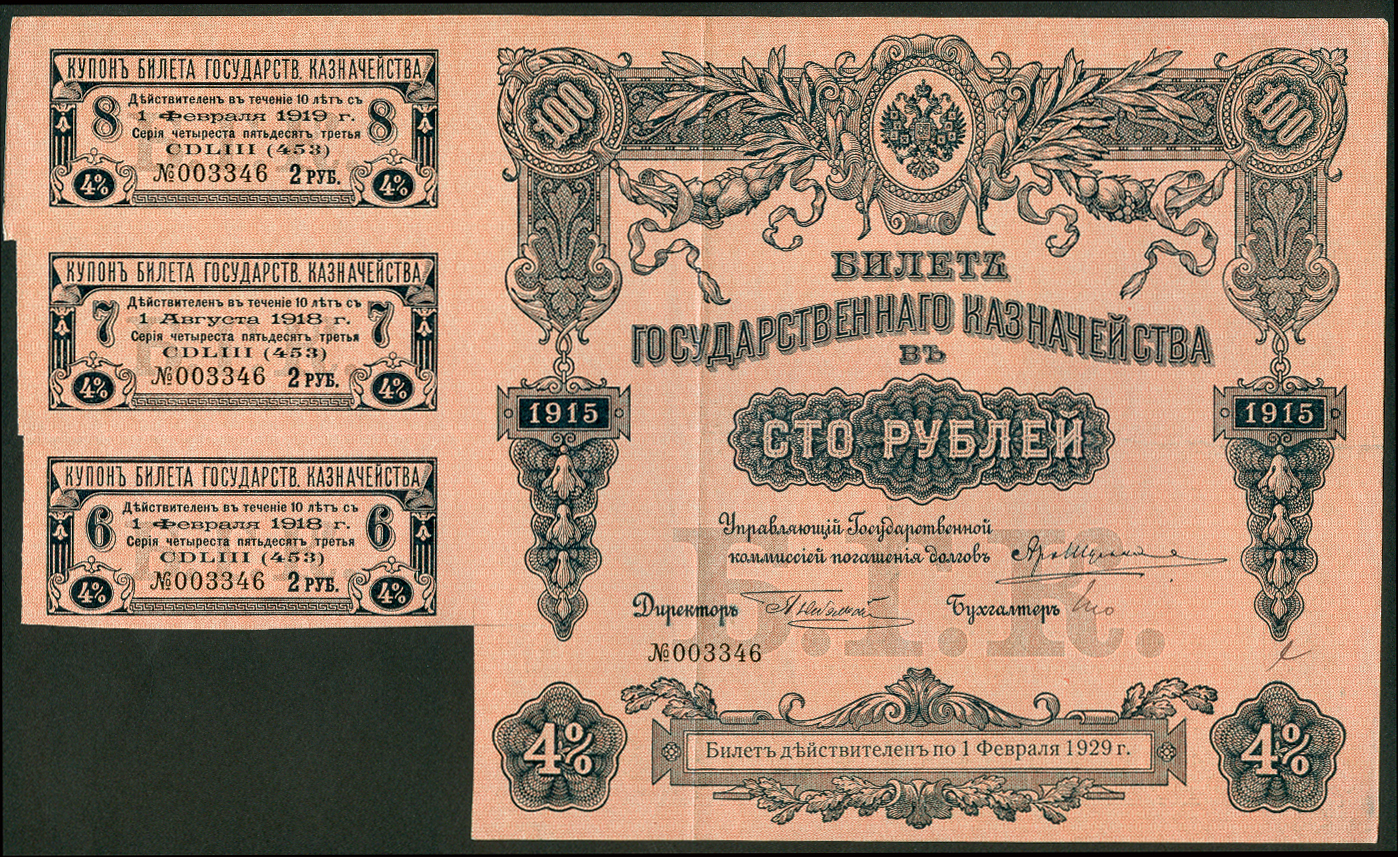 КУПОНЪ БИЛЕТА ГОСУДАРСТВ. КАЗНАЧЕЙСТВА
Дѣйствителенъ въ теченіе 10 лѣтъ съ
8 1 Февраля 1919 г. 8
Серія четыреста пятьдесятъ третья
CDLIII (453)
4% №003346 2 РУБ. 4%
КУПОНЪ БИЛЕТА ГОСУДАРСТВ. КАЗНАЧЕЙСТВА
Дѣйствителенъ въ теченіе 10 лѣтъ съ
7 1 Августа 1918 г. 7
Серія четыреста пятьдесятъ третья
CDLIII (453)
4% №003346 2 РУБ. 4%
КУПОНЪ БИЛЕТА ГОСУДАРСТВ. КАЗНАЧЕЙСТВА
Дѣйствителенъ въ теченіе 10 лѣтъ съ
6 1 Февраля 1918 г. 6
Серія четыреста пятьдесятъ третья
CDLIII (453)
4% №003346 2 РУБ. 4%
100 100
БИЛЕТЪ
ГОСУДАРСТВЕННАГО КАЗНАЧЕЙСТВА
ВЪ
1915 СТО РУБЛЕЙ 1915
Управляющій Государственной
коммиссіей погашенія долговъ
Директоръ Бухгалтеръ
Б.Г.К.
№003346
4% Билетъ дѣйствителенъ по 1 Февраля 1929 г. 4%